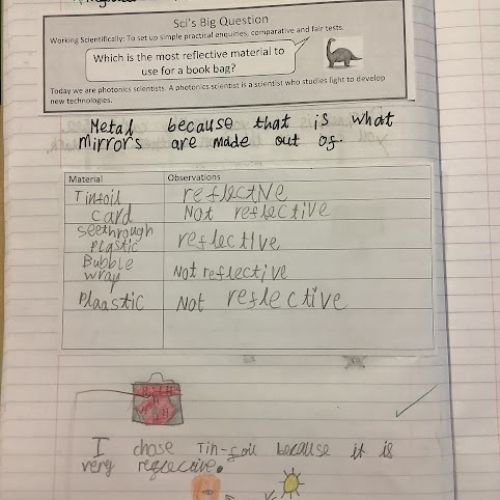 Sci's Big Question
Working Scientifically: To set up simple practical enquiries, comparative and fair tests.
Which is the most reflective material to
use for a book bag?
Today we are photonics scientists. A photonics scientist is a scientist who studies light to develop
new technologies.
Metal because that is what
mirrors are made out of.
Material Observations
Tinfoil reflective
card Not reflective
seethrough
plastic reflective
Bubble
wrap Not reflective
Plaastic Not reflective
I chose Tin-foil because it is
very